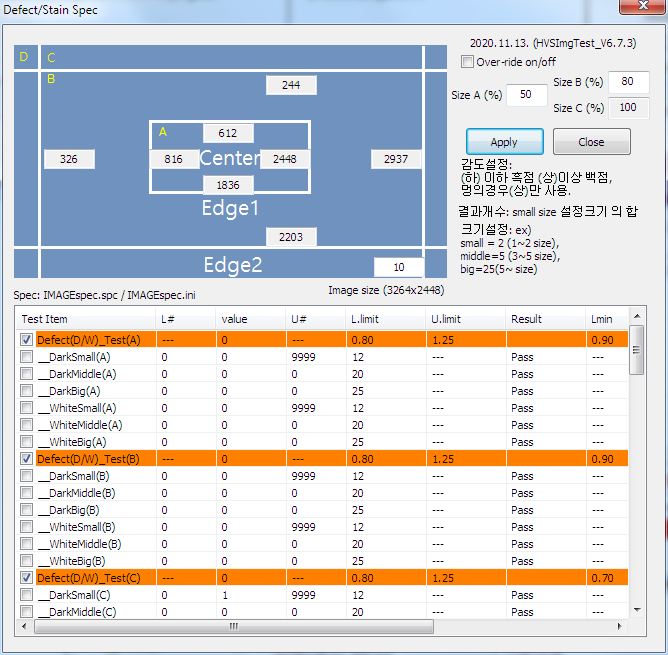 Defect/Stain Spec
D C
B
244
A
612
326 816 Center 2448 2937
1836
Edge1
2203
Edge2
10
2020.11.13. (HVSImgTest_V6.7.3)
Over-ride on/off
Size A (%) 50
Size B (%) 80
Size C (%) 100
Apply Close
감도설정:
(하) 이하 흑점 (상)이상 백점,
멍의경우(상)만 사용.
결과개수: small size 설정크기 의 합
크기설정: ex)
small = 2 (1~2 size),
middle=5 (3~5 size),
big=25(5~ size)
Spec: IMAGEspec.spc / IMAGEspec.ini
Image size (3264x2448)
Test Item L# value U# L.limit U.limit Result Lmin
Defect(D/W)_Test(A) --- 0 --- 0.80 1.25 0.90
__DarkSmall(A) 0 0 9999 12 --- Pass ---
__DarkMiddle(A) 0 0 0 20 --- Pass ---
__DarkBig(A) 0 0 0 25 --- Pass ---
__WhiteSmall(A) 0 0 9999 12 --- Pass ---
__WhiteMiddle(A) 0 0 0 20 --- Pass ---
__WhiteBig(A) 0 0 0 25 --- Pass ---
Defect(D/W)_Test(B) --- 0 --- 0.80 1.25 0.90
__DarkSmall(B) 0 0 9999 12 --- Pass ---
__DarkMiddle(B) 0 0 0 20 --- Pass ---
__DarkBig(B) 0 0 0 25 --- Pass ---
__WhiteSmall(B) 0 0 9999 12 --- Pass ---
__WhiteMiddle(B) 0 0 0 20 --- Pass ---
__WhiteBig(B) 0 0 0 25 --- Pass ---
Defect(D/W)_Test(C) --- 0 --- 0.80 1.25 0.70
__DarkSmall(C) 0 1 9999 12 --- Pass ---
__DarkMiddle(C) 0 0 0 20 --- Pass ---